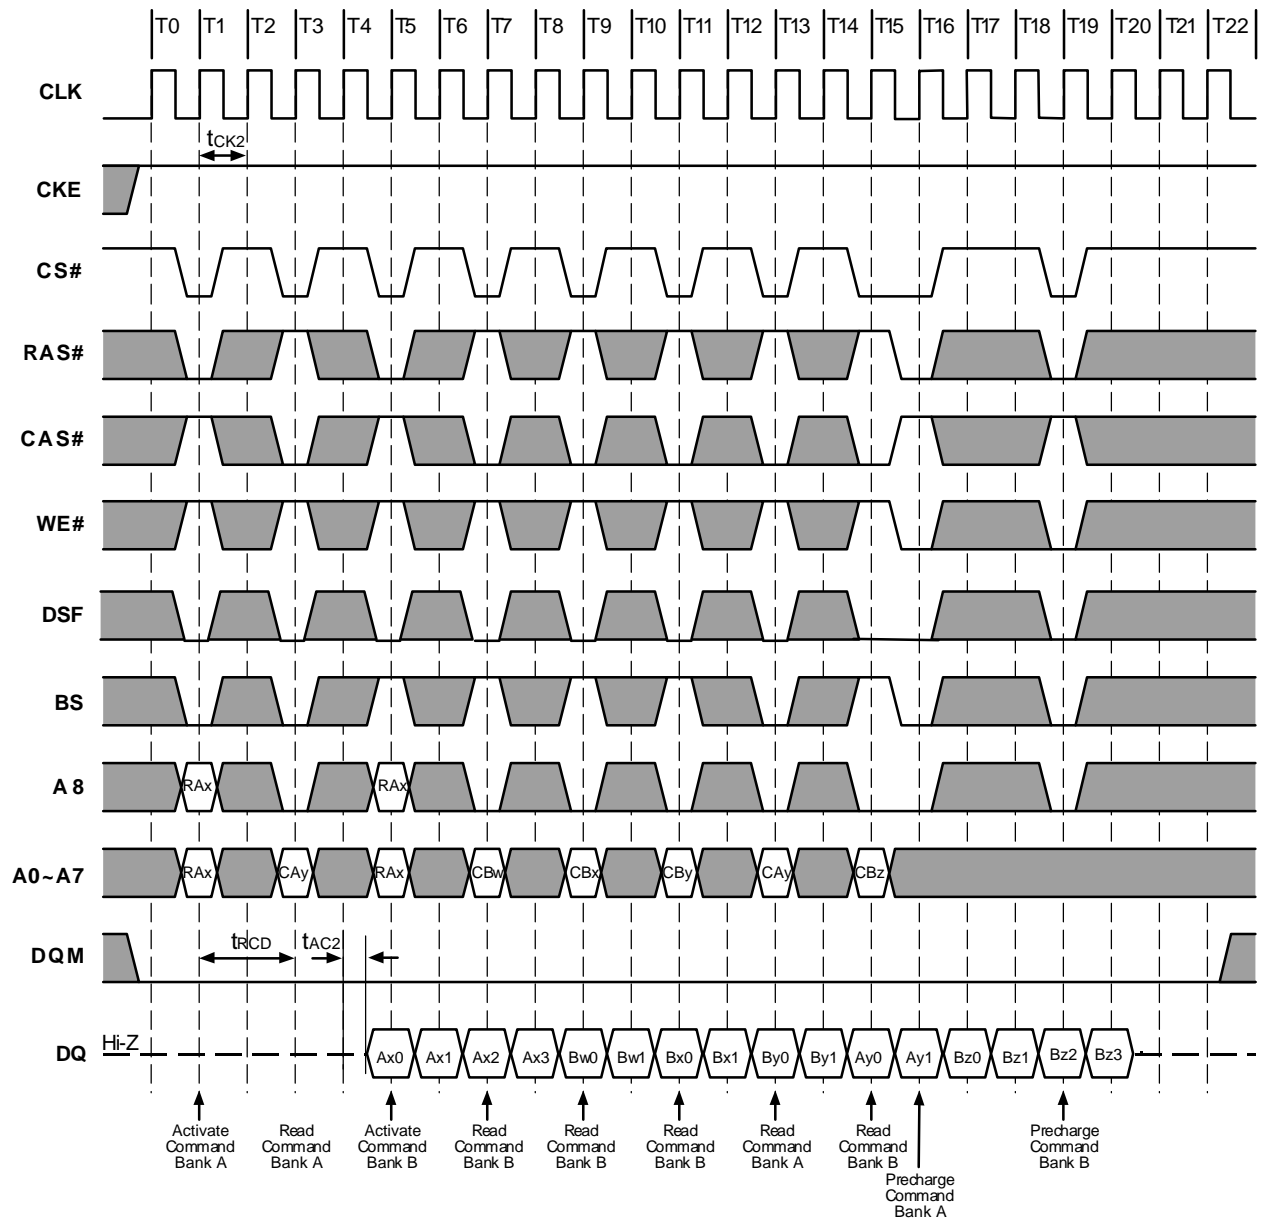 T0 T1 T2 T3 T4 T5 T6 T7 T8 T9 T10 T11 T12 T13 T14 T15 T16 T17 T18 T19 T20 T21 T22
CLK
tCK2
CKE
CS#
RAS#
CAS#
WE#
DSF
BS
A8 RAx RAx
A0~A7 RAx CAy RAx CBw CBx CBy CAy CBz
DQM tRCD tAC2
DQ Hi-Z Ax0 Ax1 Ax2 Ax3 Bw0 Bw1 Bx0 Bx1 By0 By1 Ay0 Ay1 Bz0 Bz1 Bz2 Bz3
Activate
Command
Bank A
Read
Command
Bank A
Activate
Command
Bank B
Read
Command
Bank B
Read
Command
Bank B
Read
Command
Bank B
Read
Command
Bank A
Read
Command
Bank B
Precharge
Command
Bank A
Precharge
Command
Bank B